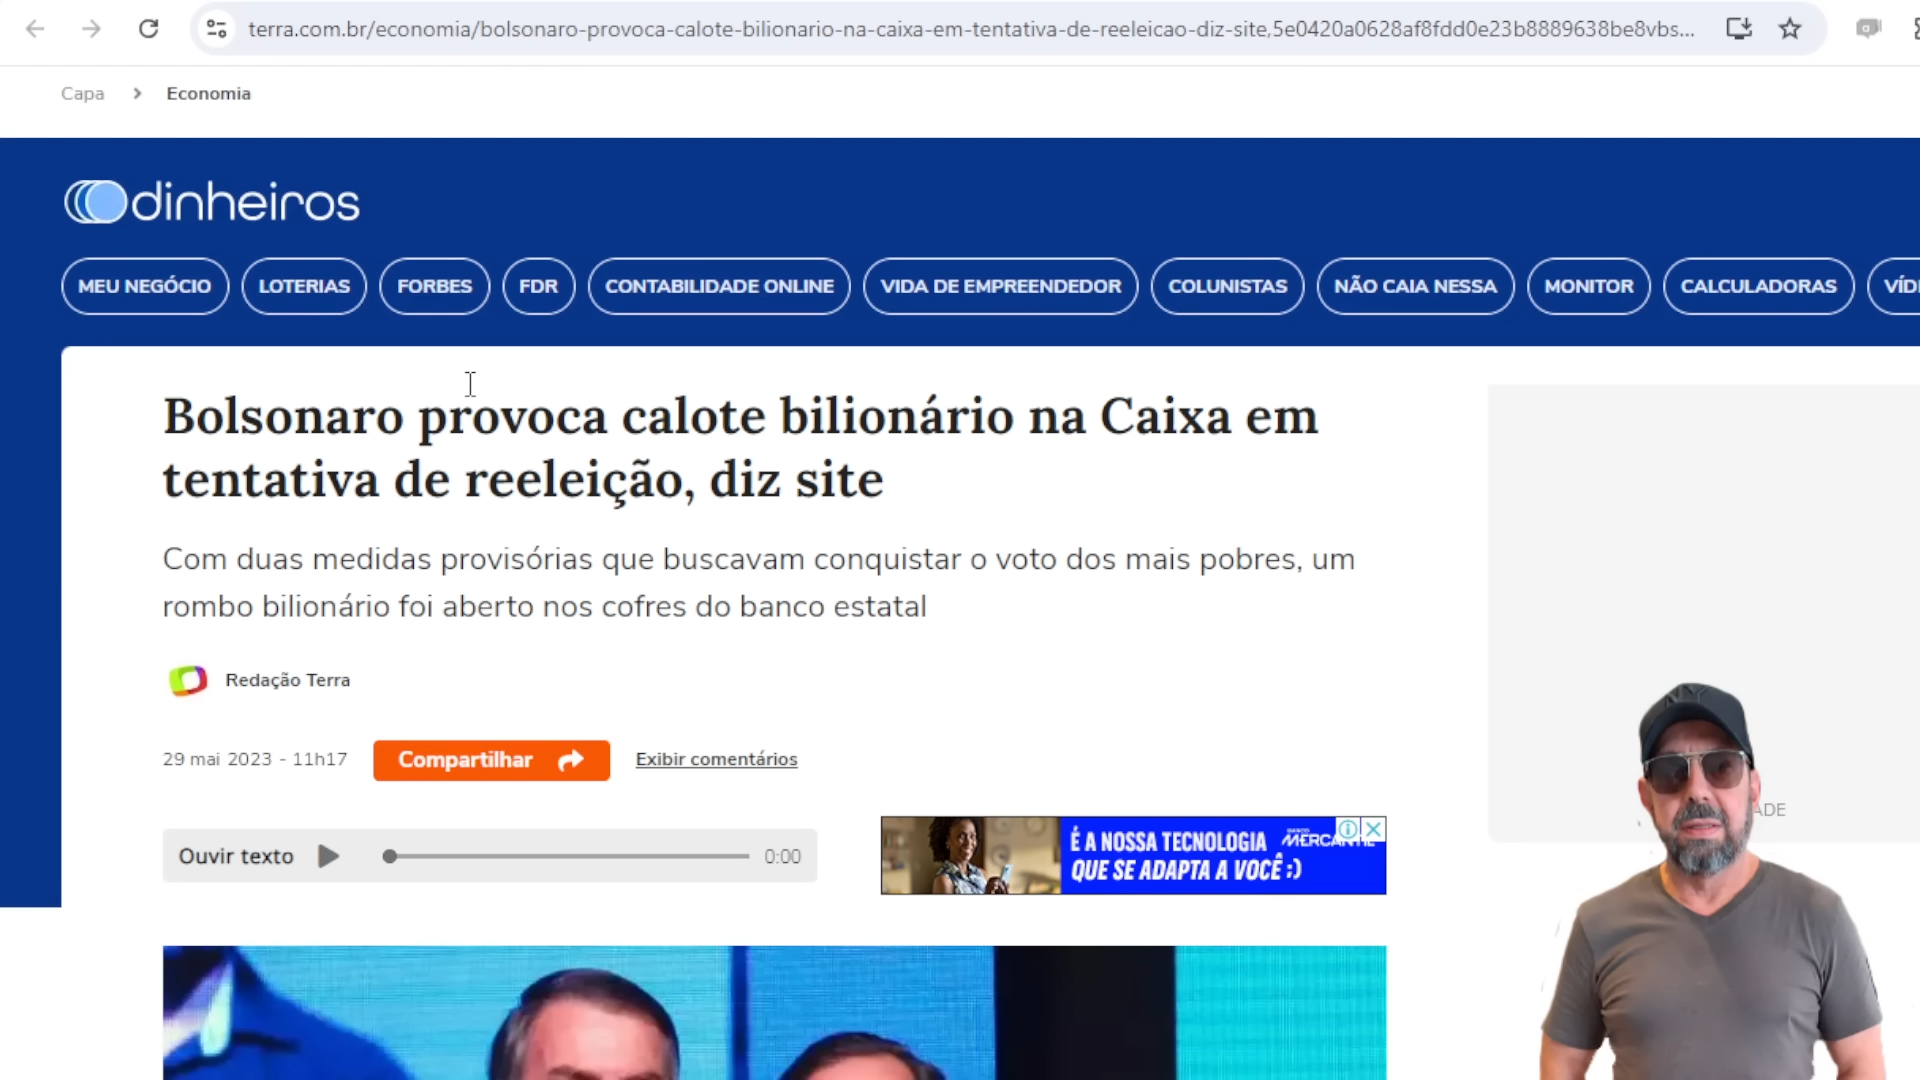 terra.com.br/economia/bolsonaro-provoca-calote-bilionario-na-caixa-em-tentativa-de-reeleicao-diz-site,5e0420a0628af8fdd0e23b8889638be8vbs...
Capa > Economia
dinheiros
MEU NEGÓCIO LOTERIAS FORBES FDR CONTABILIDADE ONLINE VIDA DE EMPREENDEDOR COLUNISTAS NÃO CAIA NESSA MONITOR CALCULADORAS
Bolsonaro provoca calote bilionário na Caixa em
tentativa de reeleição, diz site
Com duas medidas provisórias que buscavam conquistar o voto dos mais pobres, um
rombo bilionário foi aberto nos cofres do banco estatal
Redação Terra
29 mai 2023 - 11h17 Compartilhar Exibir comentários
Ouvir texto 0:00
É A NOSSA TECNOLOGIA
QUE SE ADAPTA A VOCÊ :)